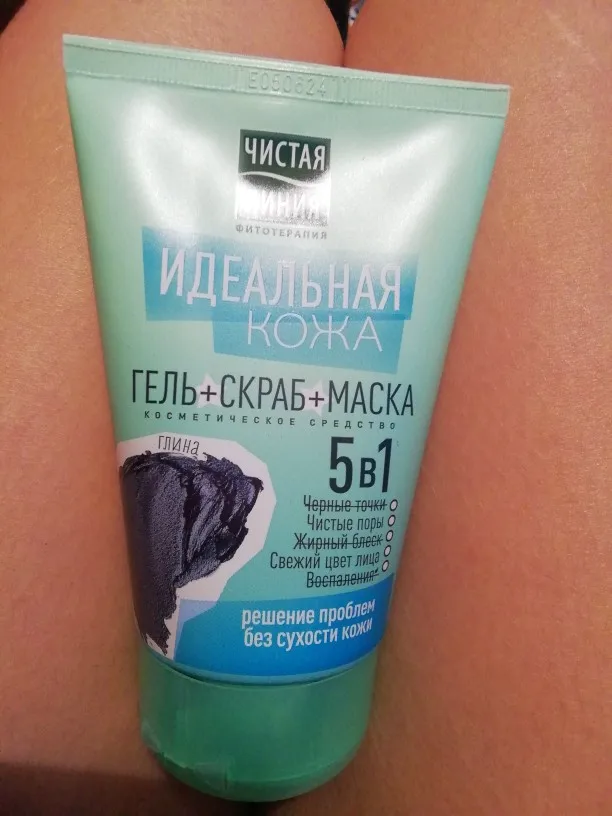 E050624
ЧИСТАЯ
ЛИНИЯ
ФИТОТЕРАПИЯ
ИДЕАЛЬНАЯ
КОЖА
ГЕЛЬ+СКРАБ+МАСКА
КОСМЕТИЧЕСКОЕ СРЕДСТВО
глина
5в1
Черные точки
Чистые поры
Жирный блеск
Свежий цвет лица
Воспаления*
решение проблем
без сухости кожи